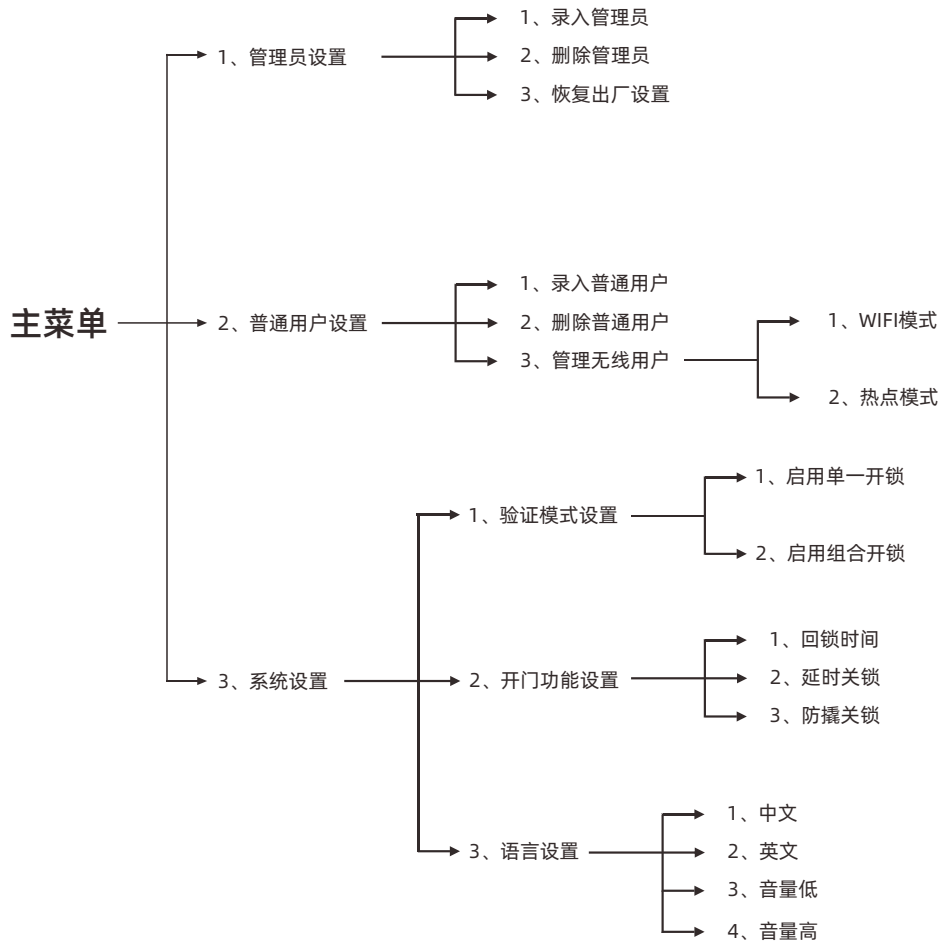 主菜单
1、管理员设置
1、录入管理员
2、删除管理员
3、恢复出厂设置
2、普通用户设置
1、录入普通用户
2、删除普通用户
3、管理无线用户
1、WIFI模式
2、热点模式
3、系统设置
1、验证模式设置
1、启用单一开锁
2、启用组合开锁
2、开门功能设置
1、回锁时间
2、延时关锁
3、防撬关锁
3、语言设置
1、中文
2、英文
3、音量低
4、音量高